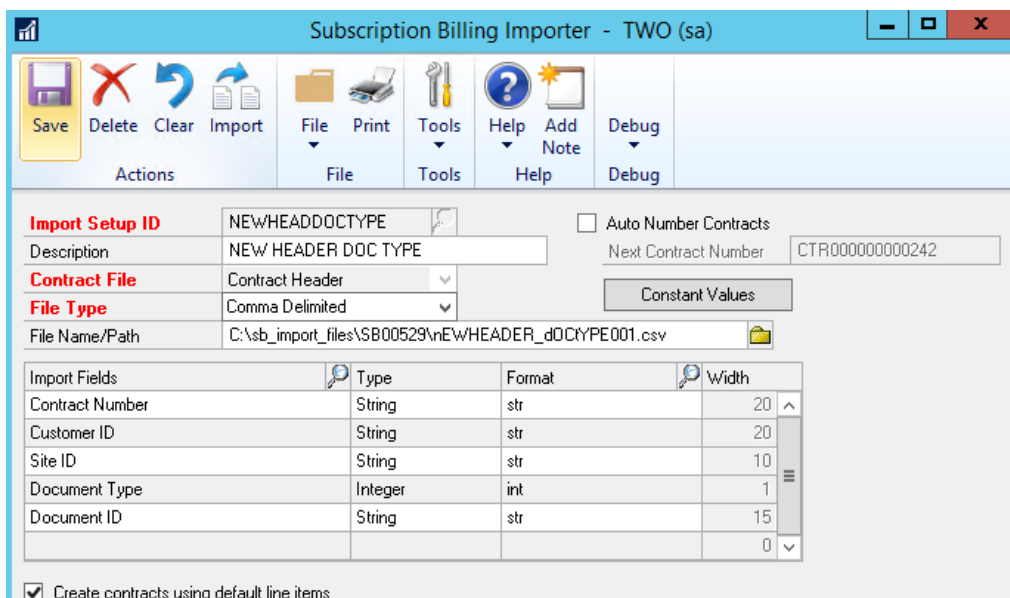 Subscription Billing Importer - TWO (sa)
Save Delete Clear Import File Print Tools Help Add Note Debug
Actions File Tools Help Debug
Import Setup ID NEWHEADDOCTYPE Auto Number Contracts
Description NEW HEADER DOC TYPE Next Contract Number CTR000000000242
Contract File Contract Header
Constant Values
File Type Comma Delimited
File Name/Path C:\sb_import_files\SB00529\nEWHEADER_dOCtYPE001.csv
Import Fields Type Format Width
Contract Number String str 20
Customer ID String str 20
Site ID String str 10
Document Type Integer int 1
Document ID String str 15
0
Create contracts using default line items